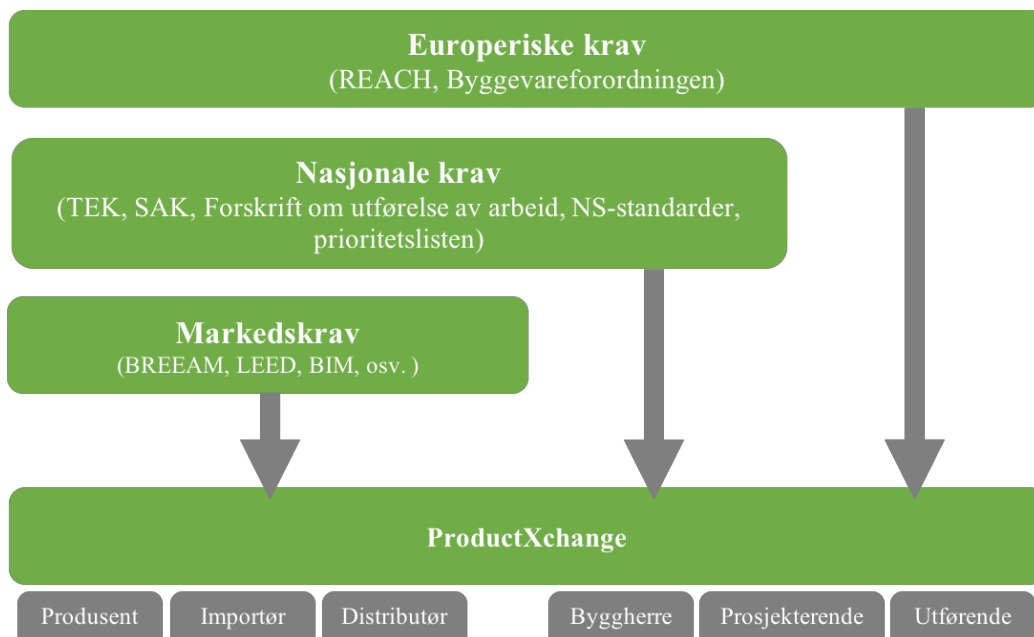 Europeriske krav
(REACH, Byggevareforordningen)
Nasjonale krav
(TEK, SAK, Forskrift om utførelse av arbeid, NS-standarder,
prioritetslisten)
Markedskrav
(BREEAM, LEED, BIM, osv. )
ProductXchange
Produsent
Importør
Distributør
Byggherre
Prosjekterende
Utførende